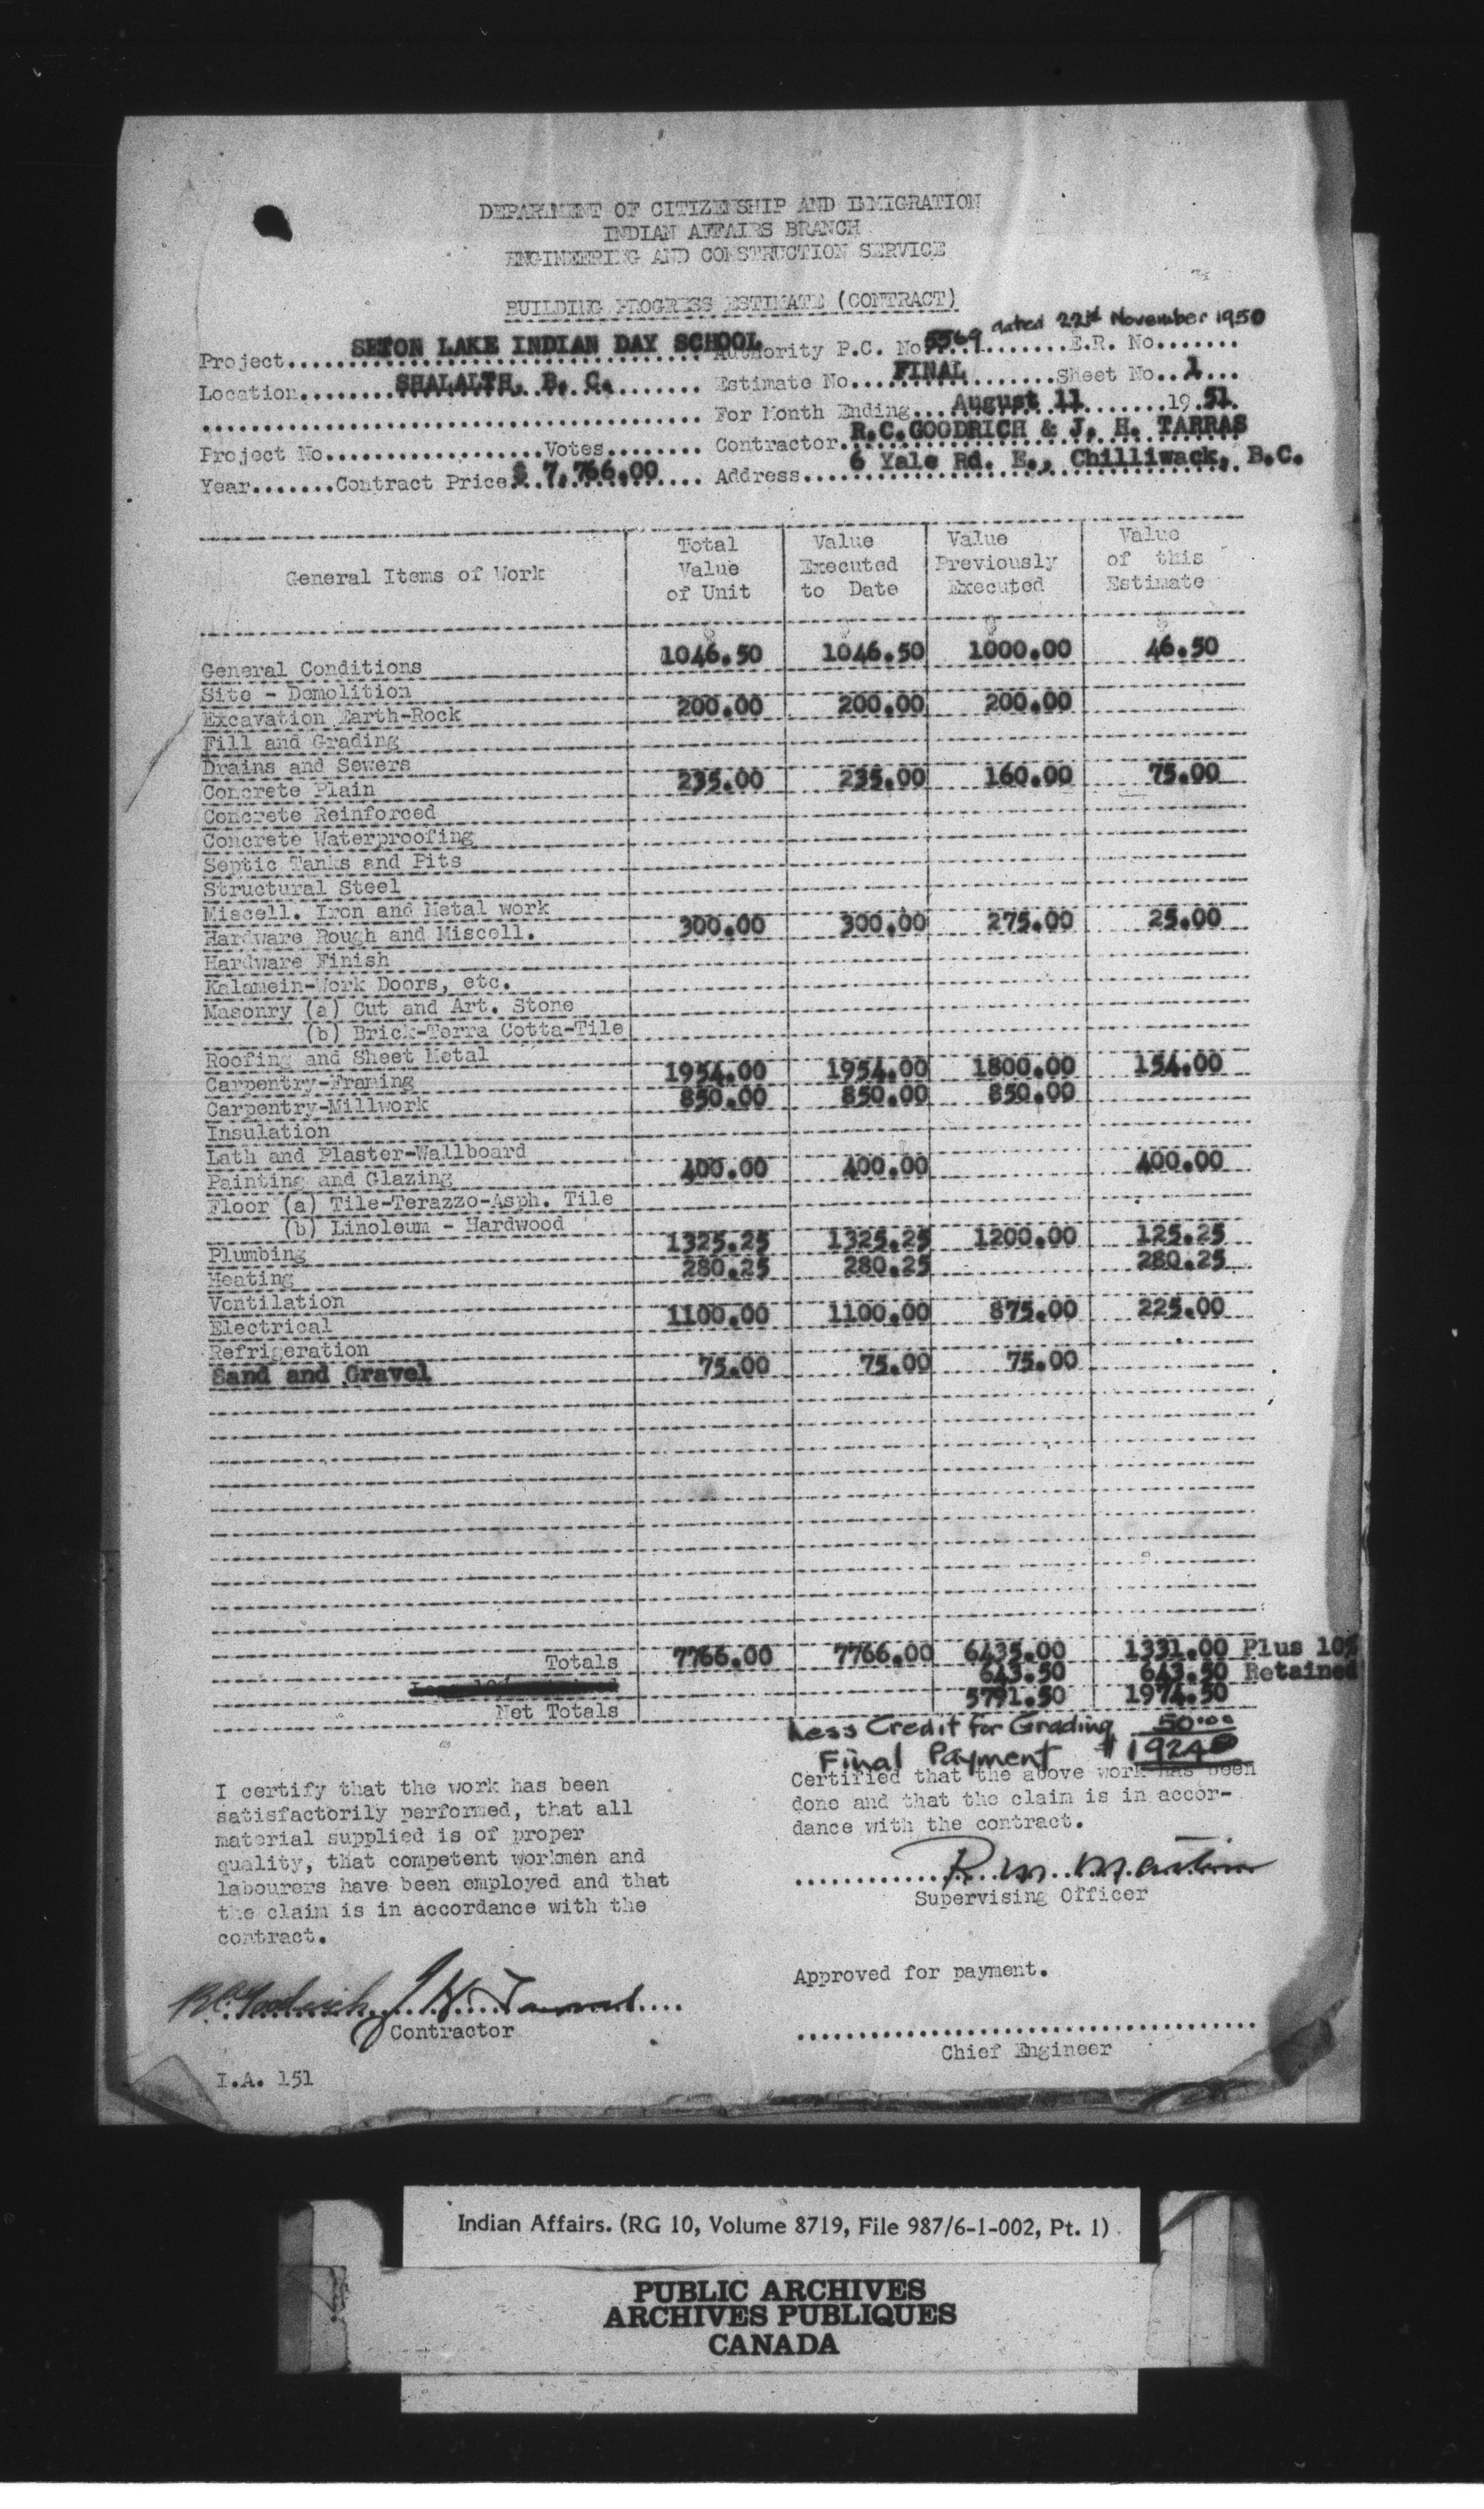 DEPARTMENT OF CITIZENSHIP AND IMMIGRATION
INDIAN AFFAIRS BRANCH
ENGINEERING AND CONSTRUCTION SERVICE
BUILDING PROGRESS ESTIMATE (CONTRACT)
Project.....SETON LAKE INDIAN DAY SCHOOL Authority P.C. No. 5569 dated 22nd November 1950 .......E.R. No.......
Location.......SHALALTH, B. C........ Estimate No....FINAL.........Sheet No..1...
For Month Ending...August 11.......19.51.
Project No.................Votes........ Contractor.R.C.GOODRICH & J. H. TARRAS
Year.......Contract Price.$ 7,766.00.... Address....6 Yale Rd. E., Chilliwack, B.C.
General Items of Work | Total Value of Unit | Value Executed to Date | Value Previously Executed | Value of this Estimate
General Conditions 1046.50 1046.50 1000.00 46.50
Site - Demolition
Excavation Earth-Rock 200.00 200.00 200.00
Fill and Grading
Drains and Sewers
Concrete Plain 235.00 235.00 160.00 75.00
Concrete Reinforced
Concrete Waterproofing
Septic Tanks and Pits
Structural Steel
Miscell. Iron and Metal work
Hardware Rough and Miscell. 300.00 300.00 275.00 25.00
Hardware Finish
Kalamein-Work Doors, etc.
Masonry (a) Cut and Art. Stone
(b) Brick-Terra Cotta-Tile
Roofing and Sheet Metal
Carpentry-Framing 1954.00 1954.00 1800.00 154.00
Carpentry-Millwork 850.00 850.00 850.00
Insulation
Lath and Plaster-Wallboard
Painting and Glazing 400.00 400.00 400.00
Floor (a) Tile-Terazzo-Asph. Tile
(b) Linoleum - Hardwood
Plumbing 1325.25 1325.25 1200.00 125.25
Heating 280.25 280.25 280.25
Ventilation
Electrical 1100.00 1100.00 875.00 225.00
Refrigeration
Sand and Gravel 75.00 75.00 75.00
Totals 7766.00 7766.00 6435.00 1331.00 Plus 10%
643.50 643.50 Retained
Net Totals 5791.50 1974.50
Less Credit for Grading 50.00
Final Payment $1924
I certify that the work has been
satisfactorily performed, that all
material supplied is of proper
quality, that competent workmen and
labourers have been employed and that
the claim is in accordance with the
contract.
R.C. Goodrich J. H. Tarras
Contractor
I.A. 151
Certified that the above work has been
done and that the claim is in accor-
dance with the contract.
R. M. Martin
Supervising Officer
Approved for payment.
Chief Engineer
Indian Affairs. (RG 10, Volume 8719, File 987/6-1-002, Pt. 1)
PUBLIC ARCHIVES
ARCHIVES PUBLIQUES
CANADA